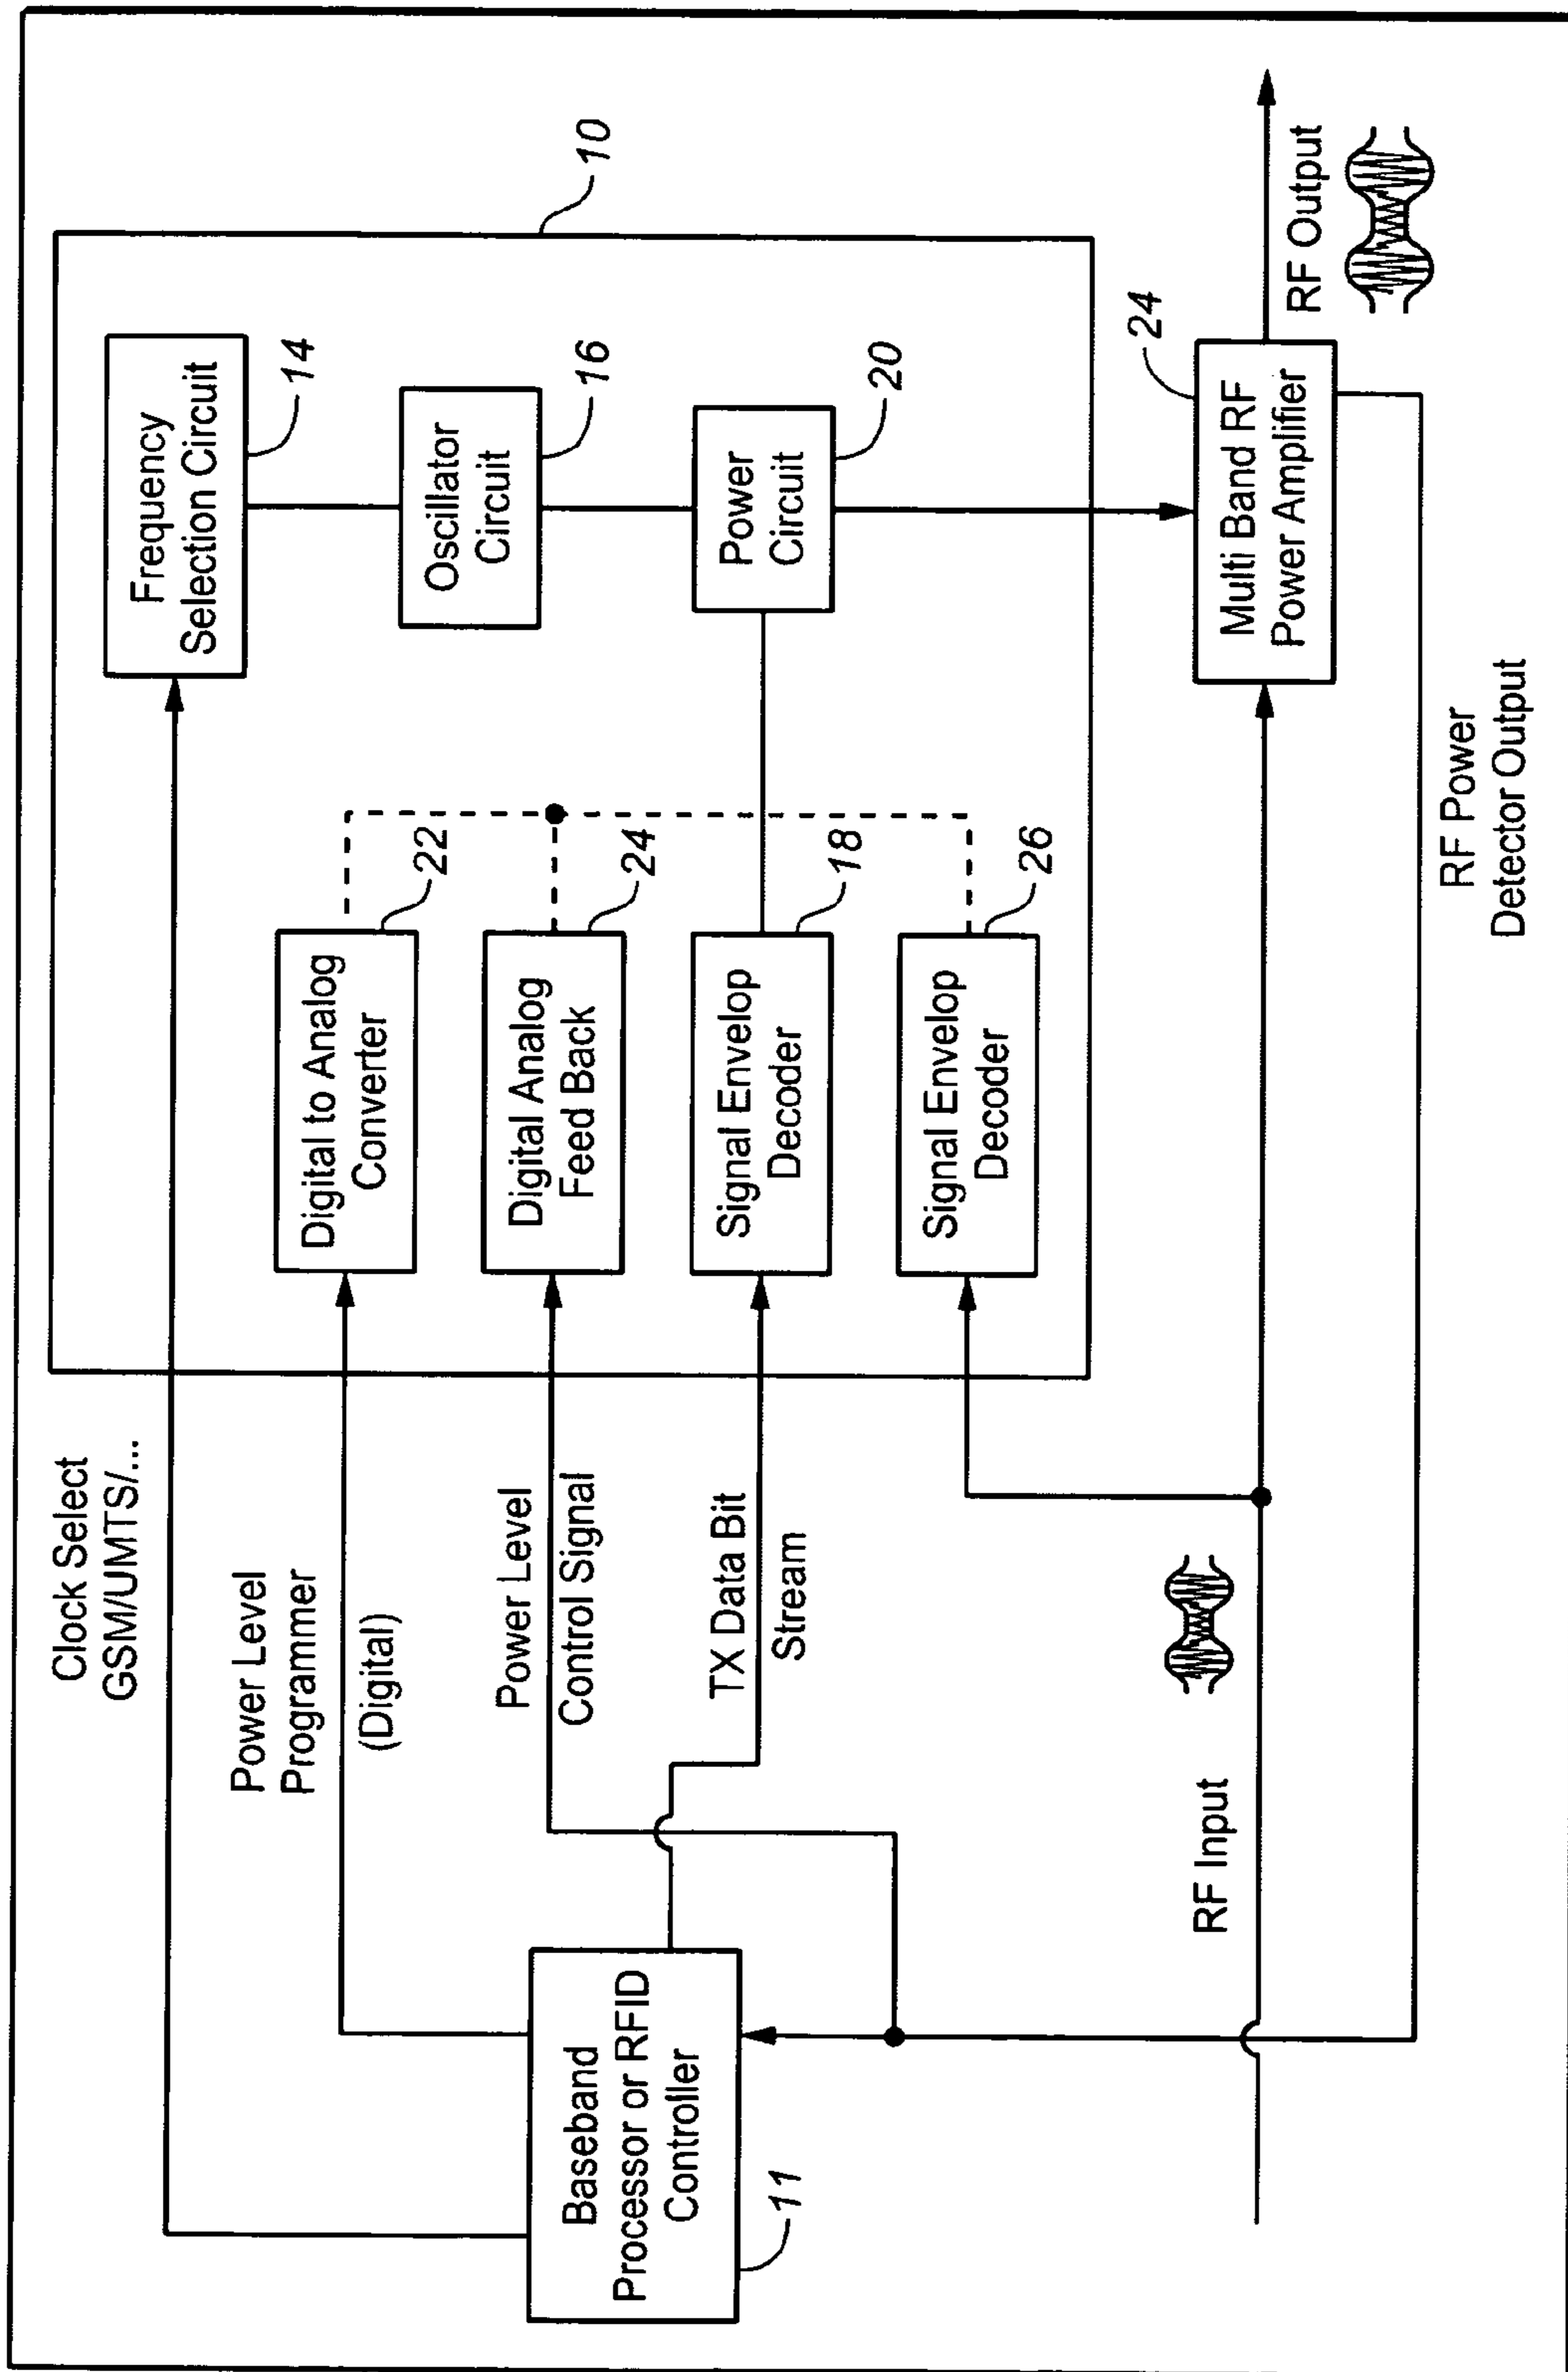 Clock Select
GSM/UMTS/...
Power Level
Programmer
(Digital)
Power Level
Control Signal
TX Data Bit
Stream
Baseband
Processor or RFID
Controller
11
RF Input
Frequency
Selection Circuit
14
10
Digital to Analog
Converter
22
Oscillator
Circuit
16
Digital Analog
Feed Back
24
Signal Envelop
Decoder
18
Power
Circuit
20
Signal Envelop
Decoder
26
Multi Band RF
Power Amplifier
24
RF Output
RF Power
Detector Output